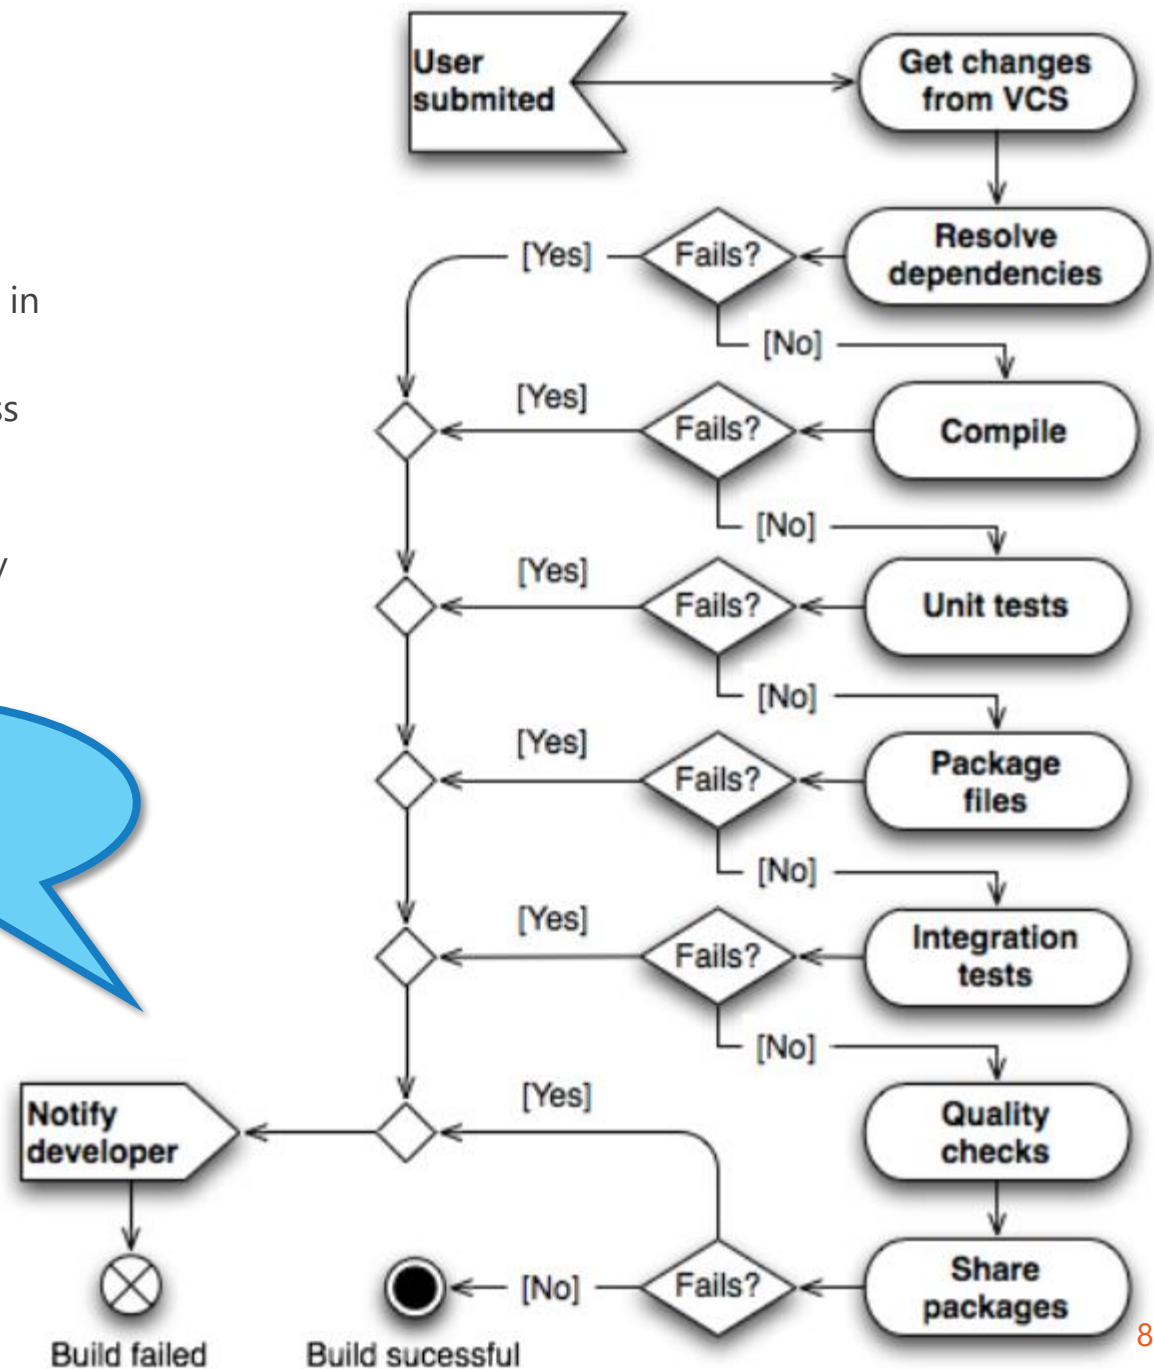 User
submited
Get changes
from VCS
Resolve
dependencies
Fails?
[Yes]
in
[No]
ss
[Yes]
Fails?
Compile
[No]
y
[Yes]
Fails?
Unit tests
[No]
[Yes]
Fails?
Package
files
[No]
[Yes]
Fails?
Integration
tests
[No]
Notify
developer
[Yes]
Quality
checks
[No]
Fails?
Share
packages
Build failed
Build sucessful
8